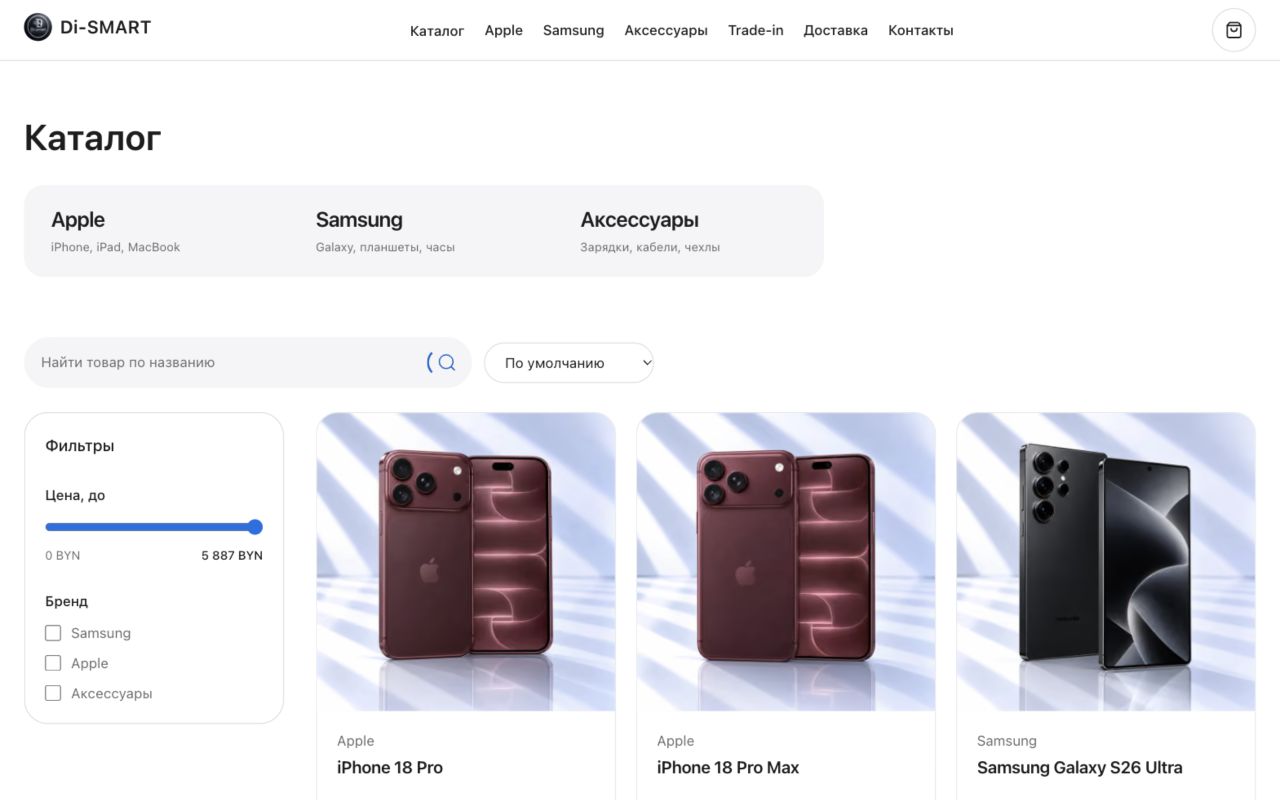 Di-SMART
Каталог Apple Samsung Аксессуары Trade-in Доставка Контакты
Каталог
Apple Samsung Аксессуары
iPhone, iPad, MacBook Galaxy, планшеты, часы Зарядки, кабели, чехлы
Найти товар по названию По умолчанию
Фильтры
Цена, до
0 BYN 5 887 BYN
Бренд
Samsung
Apple
Аксессуары
Apple Apple Samsung
iPhone 18 Pro iPhone 18 Pro Max Samsung Galaxy S26 Ultra